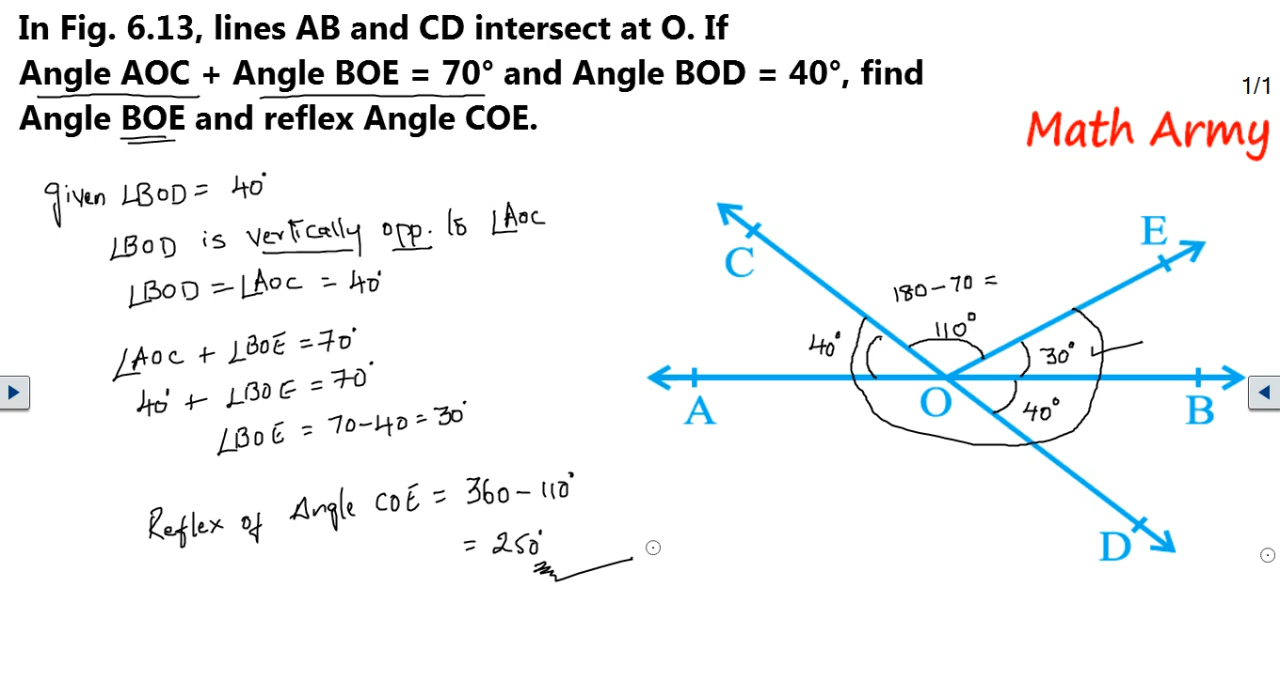 In Fig. 6.13, lines AB and CD intersect at O. If
Angle AOC + Angle BOE = 70° and Angle BOD = 40°, find
Angle BOE and reflex Angle COE.
1/1
Math Army
given ∠BOD = 40°
∠BOD is vertically opp. to ∠AOC
∠BOD = ∠AOC = 40°
∠AOC + ∠BOE = 70°
40° + ∠BOE = 70°
∠BOE = 70-40 = 30°
Reflex of Angle COE = 360 - 110°
= 250°
C
E
180-70 =
110°
40°
30°
A
O
40°
B
D